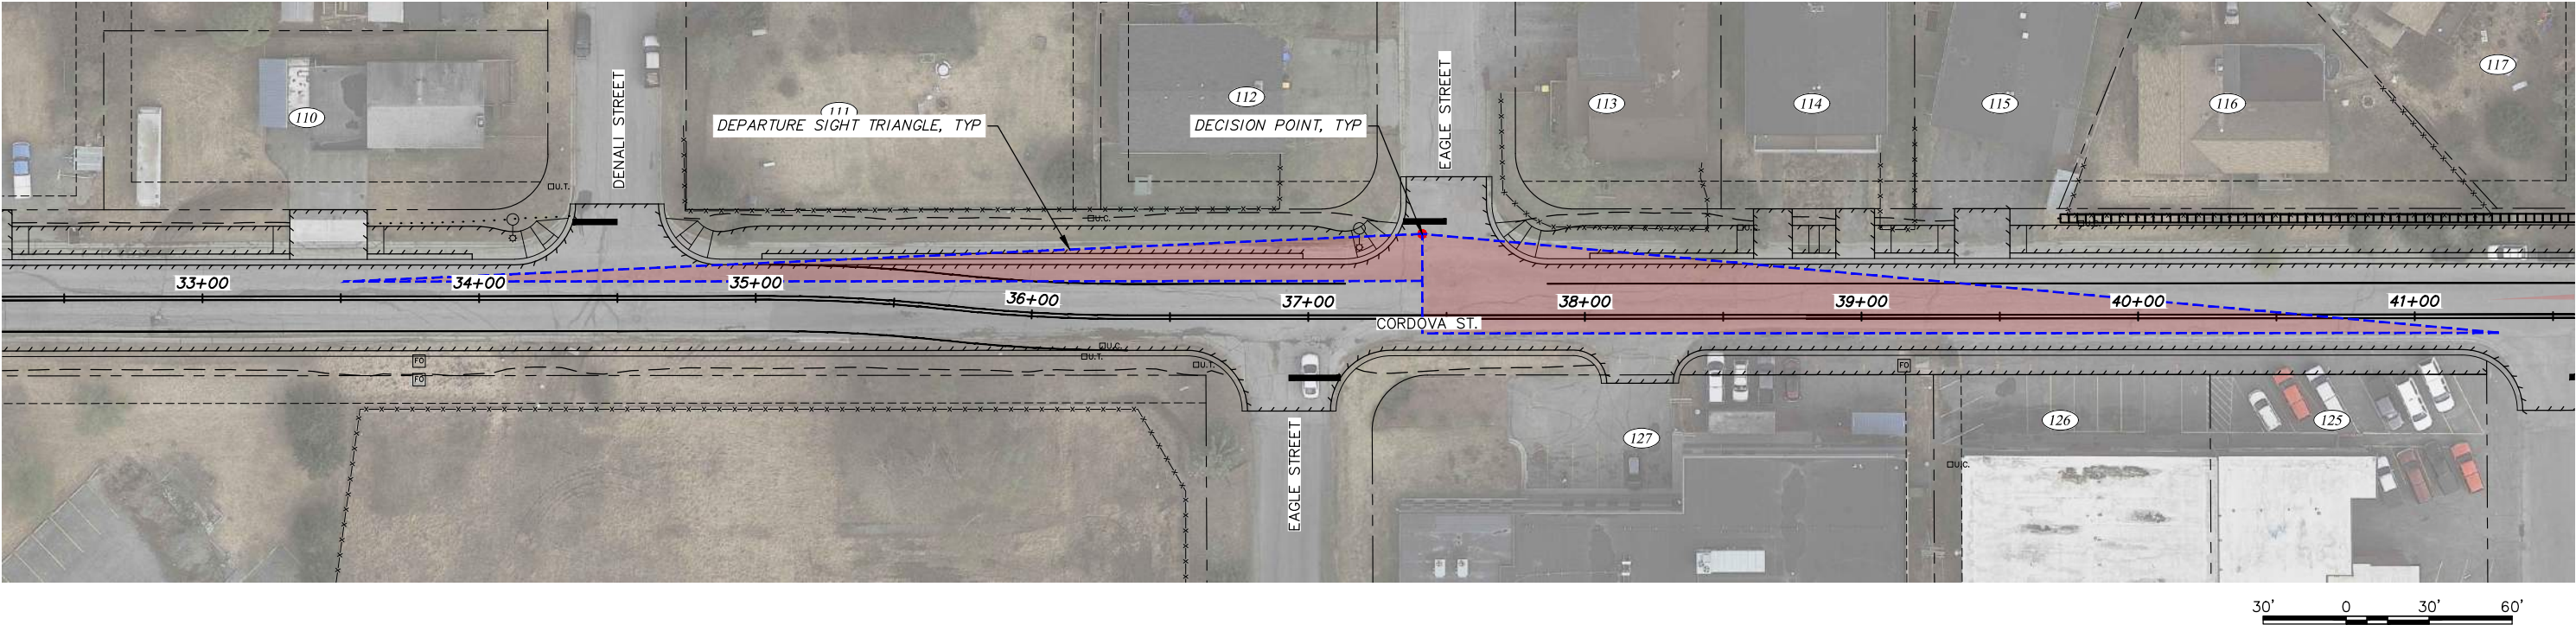 117
116
115
114
113
112
111
110
DEPARTURE SIGHT TRIANGLE, TYP
DECISION POINT, TYP
DENALI STREET
EAGLE STREET
U.T.
U.C.
33+00
34+00
35+00
36+00
37+00
38+00
39+00
40+00
41+00
CORDOVA ST.
U.C.
U.T.
U.T.
FO
FO
FO
EAGLE STREET
127
126
125
U.C.
30' 0 30' 60'